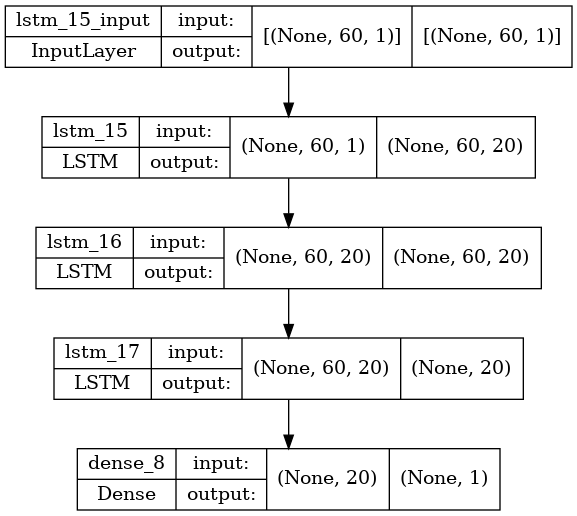 lstm_15_input input: [(None, 60, 1)] [(None, 60, 1)]
InputLayer output:
lstm_15 input: (None, 60, 1) (None, 60, 20)
LSTM output:
lstm_16 input: (None, 60, 20) (None, 60, 20)
LSTM output:
lstm_17 input: (None, 60, 20) (None, 20)
LSTM output:
dense_8 input: (None, 20) (None, 1)
Dense output: